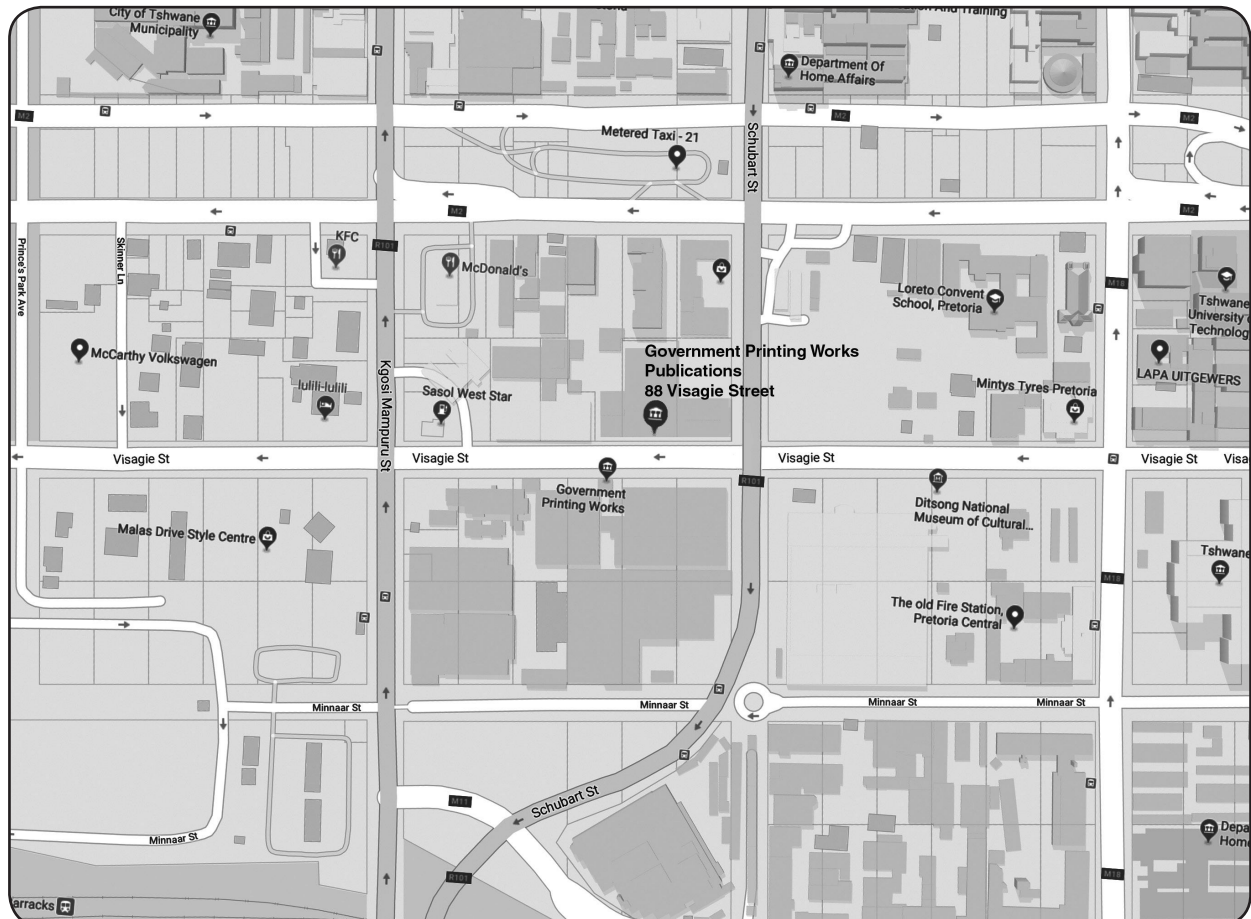 City of Tshwane
Municipality
And Training
Department Of
Home Affairs
M2
M2
M2
Metered Taxi - 21
Schubart St
M2
M2
KFC
R101
McDonald's
Prince's Park Ave
Skinner Ln
M18
Loreto Convent
School, Pretoria
Tshwane
University
Technolog
McCarthy Volkswagen
Government Printing Works
Publications
88 Visagie Street
LAPA UITGEWERS
Iulili-lulili
Sasol West Star
Mintys Tyres Pretoria
Kgosi Mampuru St
Visagie St
Visagie St
Visagie St
Visagie St
Visa
R101
Government
Printing Works
Ditsong National
Museum of Cultural...
Malas Drive Style Centre
Tshwane
M18
The old Fire Station,
Pretoria Central
Minnaar St
Minnaar St
Minnaar St
Minnaar St
M11
Schubart St
Minnaar St
Depa
Home
R101
M18
arracks